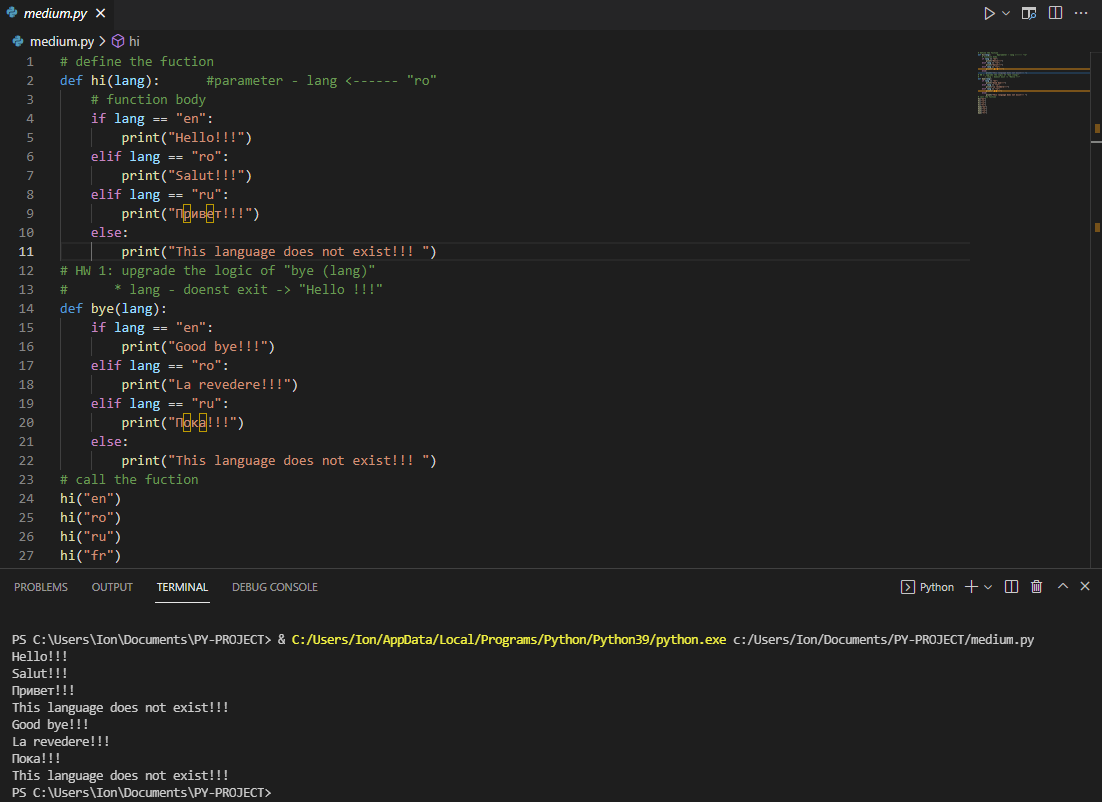 medium.py
medium.py > hi
1 # define the fuction
2 def hi(lang):      #parameter - lang <------ "ro"
3     # function body
4     if lang == "en":
5         print("Hello!!!")
6     elif lang == "ro":
7         print("Salut!!!")
8     elif lang == "ru":
9         print("Привет!!!")
10     else:
11         print("This language does not exist!!! ")
12 # HW 1: upgrade the logic of "bye (lang)"
13 #      * lang - doenst exit -> "Hello !!!"
14 def bye(lang):
15     if lang == "en":
16         print("Good bye!!!")
17     elif lang == "ro":
18         print("La revedere!!!")
19     elif lang == "ru":
20         print("Пока!!!")
21     else:
22         print("This language does not exist!!! ")
23 # call the fuction
24 hi("en")
25 hi("ro")
26 hi("ru")
27 hi("fr")
PROBLEMS OUTPUT TERMINAL DEBUG CONSOLE Python
PS C:\Users\Ion\Documents\PY-PROJECT> & C:/Users/Ion/AppData/Local/Programs/Python/Python39/python.exe c:/Users/Ion/Documents/PY-PROJECT/medium.py
Hello!!!
Salut!!!
Привет!!!
This language does not exist!!!
Good bye!!!
La revedere!!!
Пока!!!
This language does not exist!!!
PS C:\Users\Ion\Documents\PY-PROJECT>